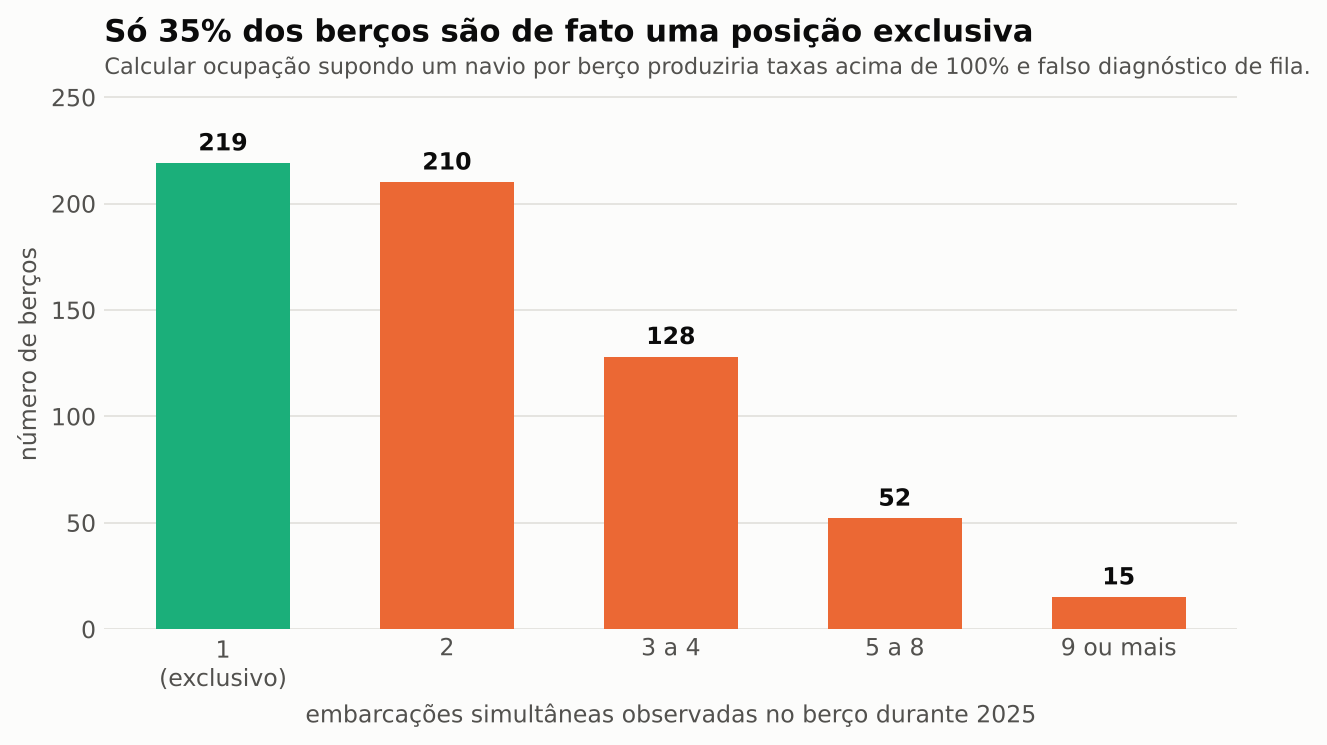 Só 35% dos berços são de fato uma posição exclusiva
Calcular ocupação supondo um navio por berço produziria taxas acima de 100% e falso diagnóstico de fila.
número de berços
250
200
150
100
50
0
219
210
128
52
15
1
(exclusivo)
2
3 a 4
5 a 8
9 ou mais
embarcações simultâneas observadas no berço durante 2025